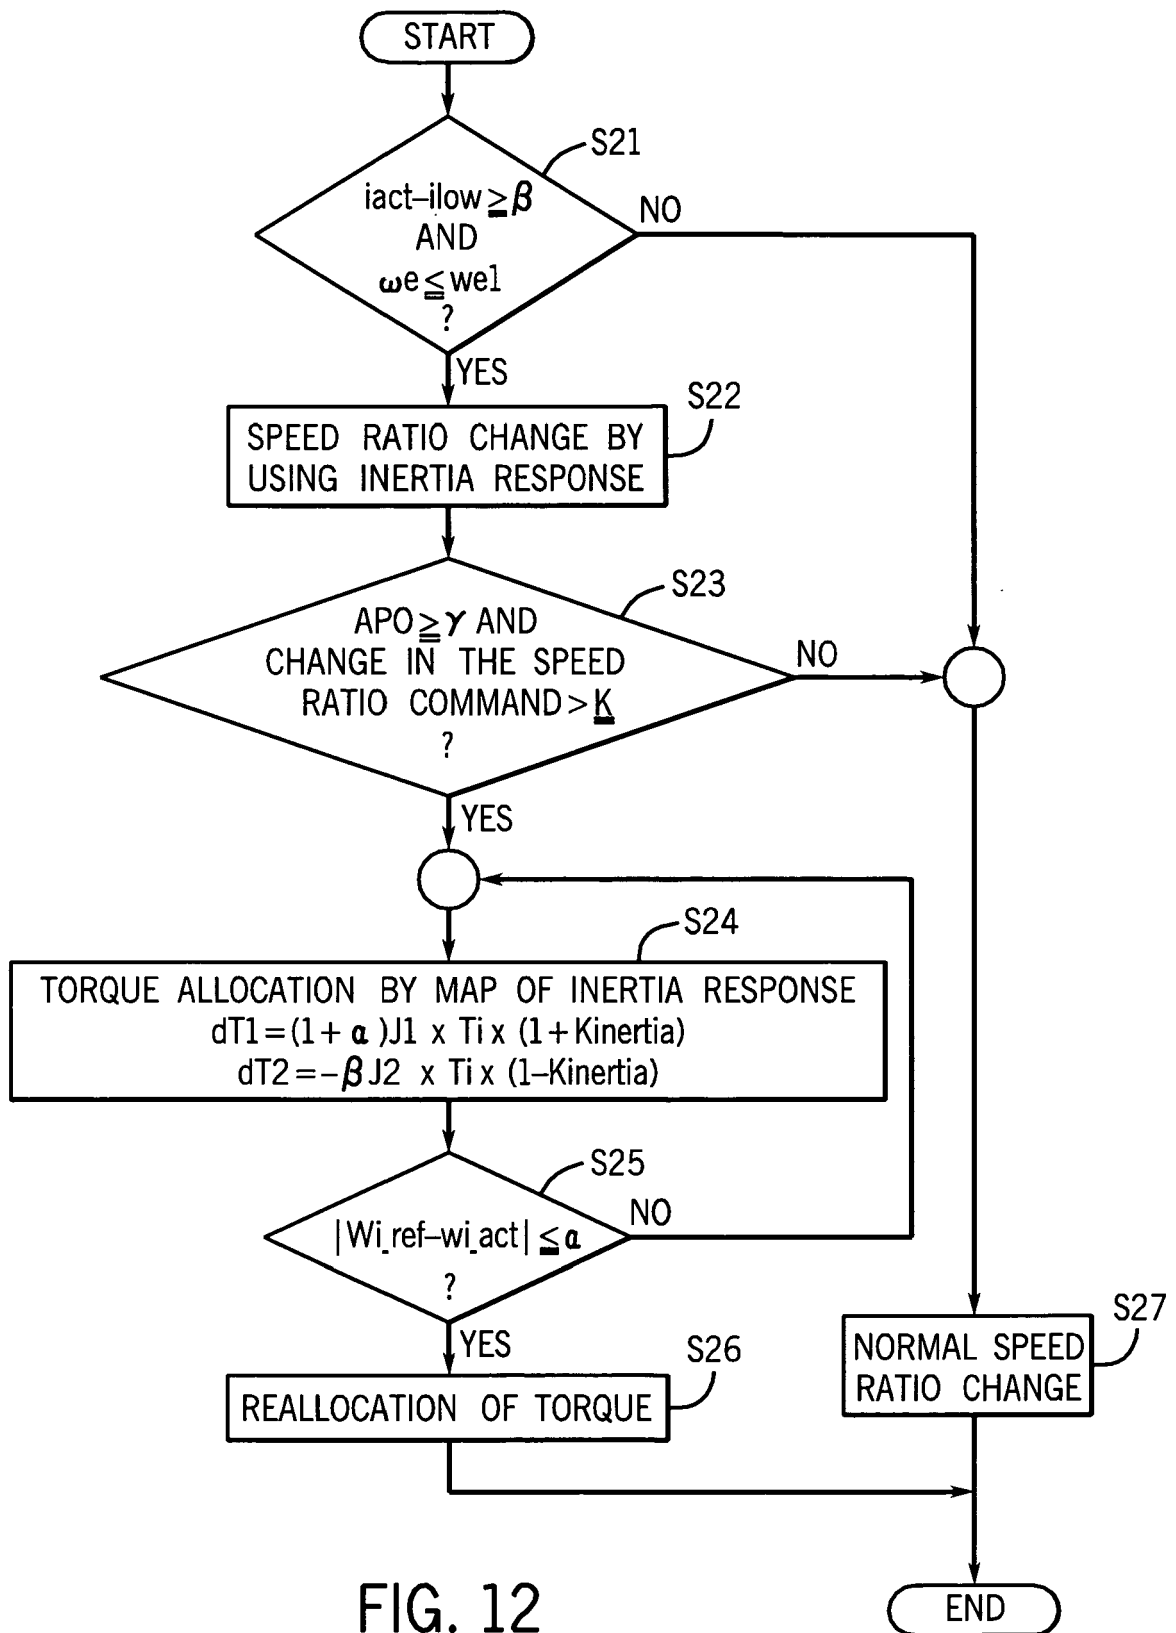 START
S21
iact–ilow ≧ β
AND
ωe ≦ we1
?
NO
YES
S22
SPEED RATIO CHANGE BY
USING INERTIA RESPONSE
S23
APO ≧ γ AND
CHANGE IN THE SPEED
RATIO COMMAND > K
?
NO
YES
S24
TORQUE ALLOCATION BY MAP OF INERTIA RESPONSE
dT1=(1+ α )J1 x Ti x (1+Kinertia)
dT2=–βJ2 x Ti x (1–Kinertia)
S25
|Wi_ref–wi_act| ≦ α
?
NO
YES
S26
REALLOCATION OF TORQUE
S27
NORMAL SPEED
RATIO CHANGE
END
FIG. 12